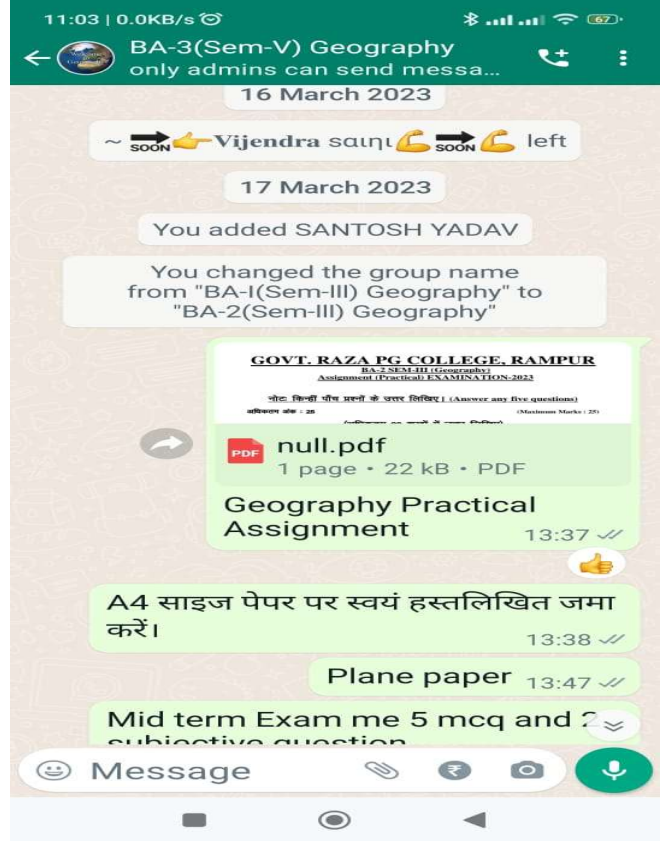 11:03 | 0.0KB/s
67
BA-3(Sem-V) Geography
only admins can send messa...
16 March 2023
~ SOON Vijendra sαιηι SOON left
17 March 2023
You added SANTOSH YADAV
You changed the group name
from "BA-I(Sem-III) Geography" to
"BA-2(Sem-III) Geography"
GOVT. RAZA PG COLLEGE, RAMPUR
BA-2 SEM-III (Geography)
Assignment (Practical) EXAMINATION-2023
नोटः किन्हीं पाँच प्रश्नों के उत्तर लिखिए। (Answer any five questions)
अधिकतम अंक : 25 (Maximum Marks : 25)
PDF null.pdf
1 page • 22 kB • PDF
Geography Practical
Assignment 13:37
A4 साइज पेपर पर स्वयं हस्तलिखित जमा
करें।
13:38
Plane paper 13:47
Mid term Exam me 5 mcq and 2
subjective question
Message